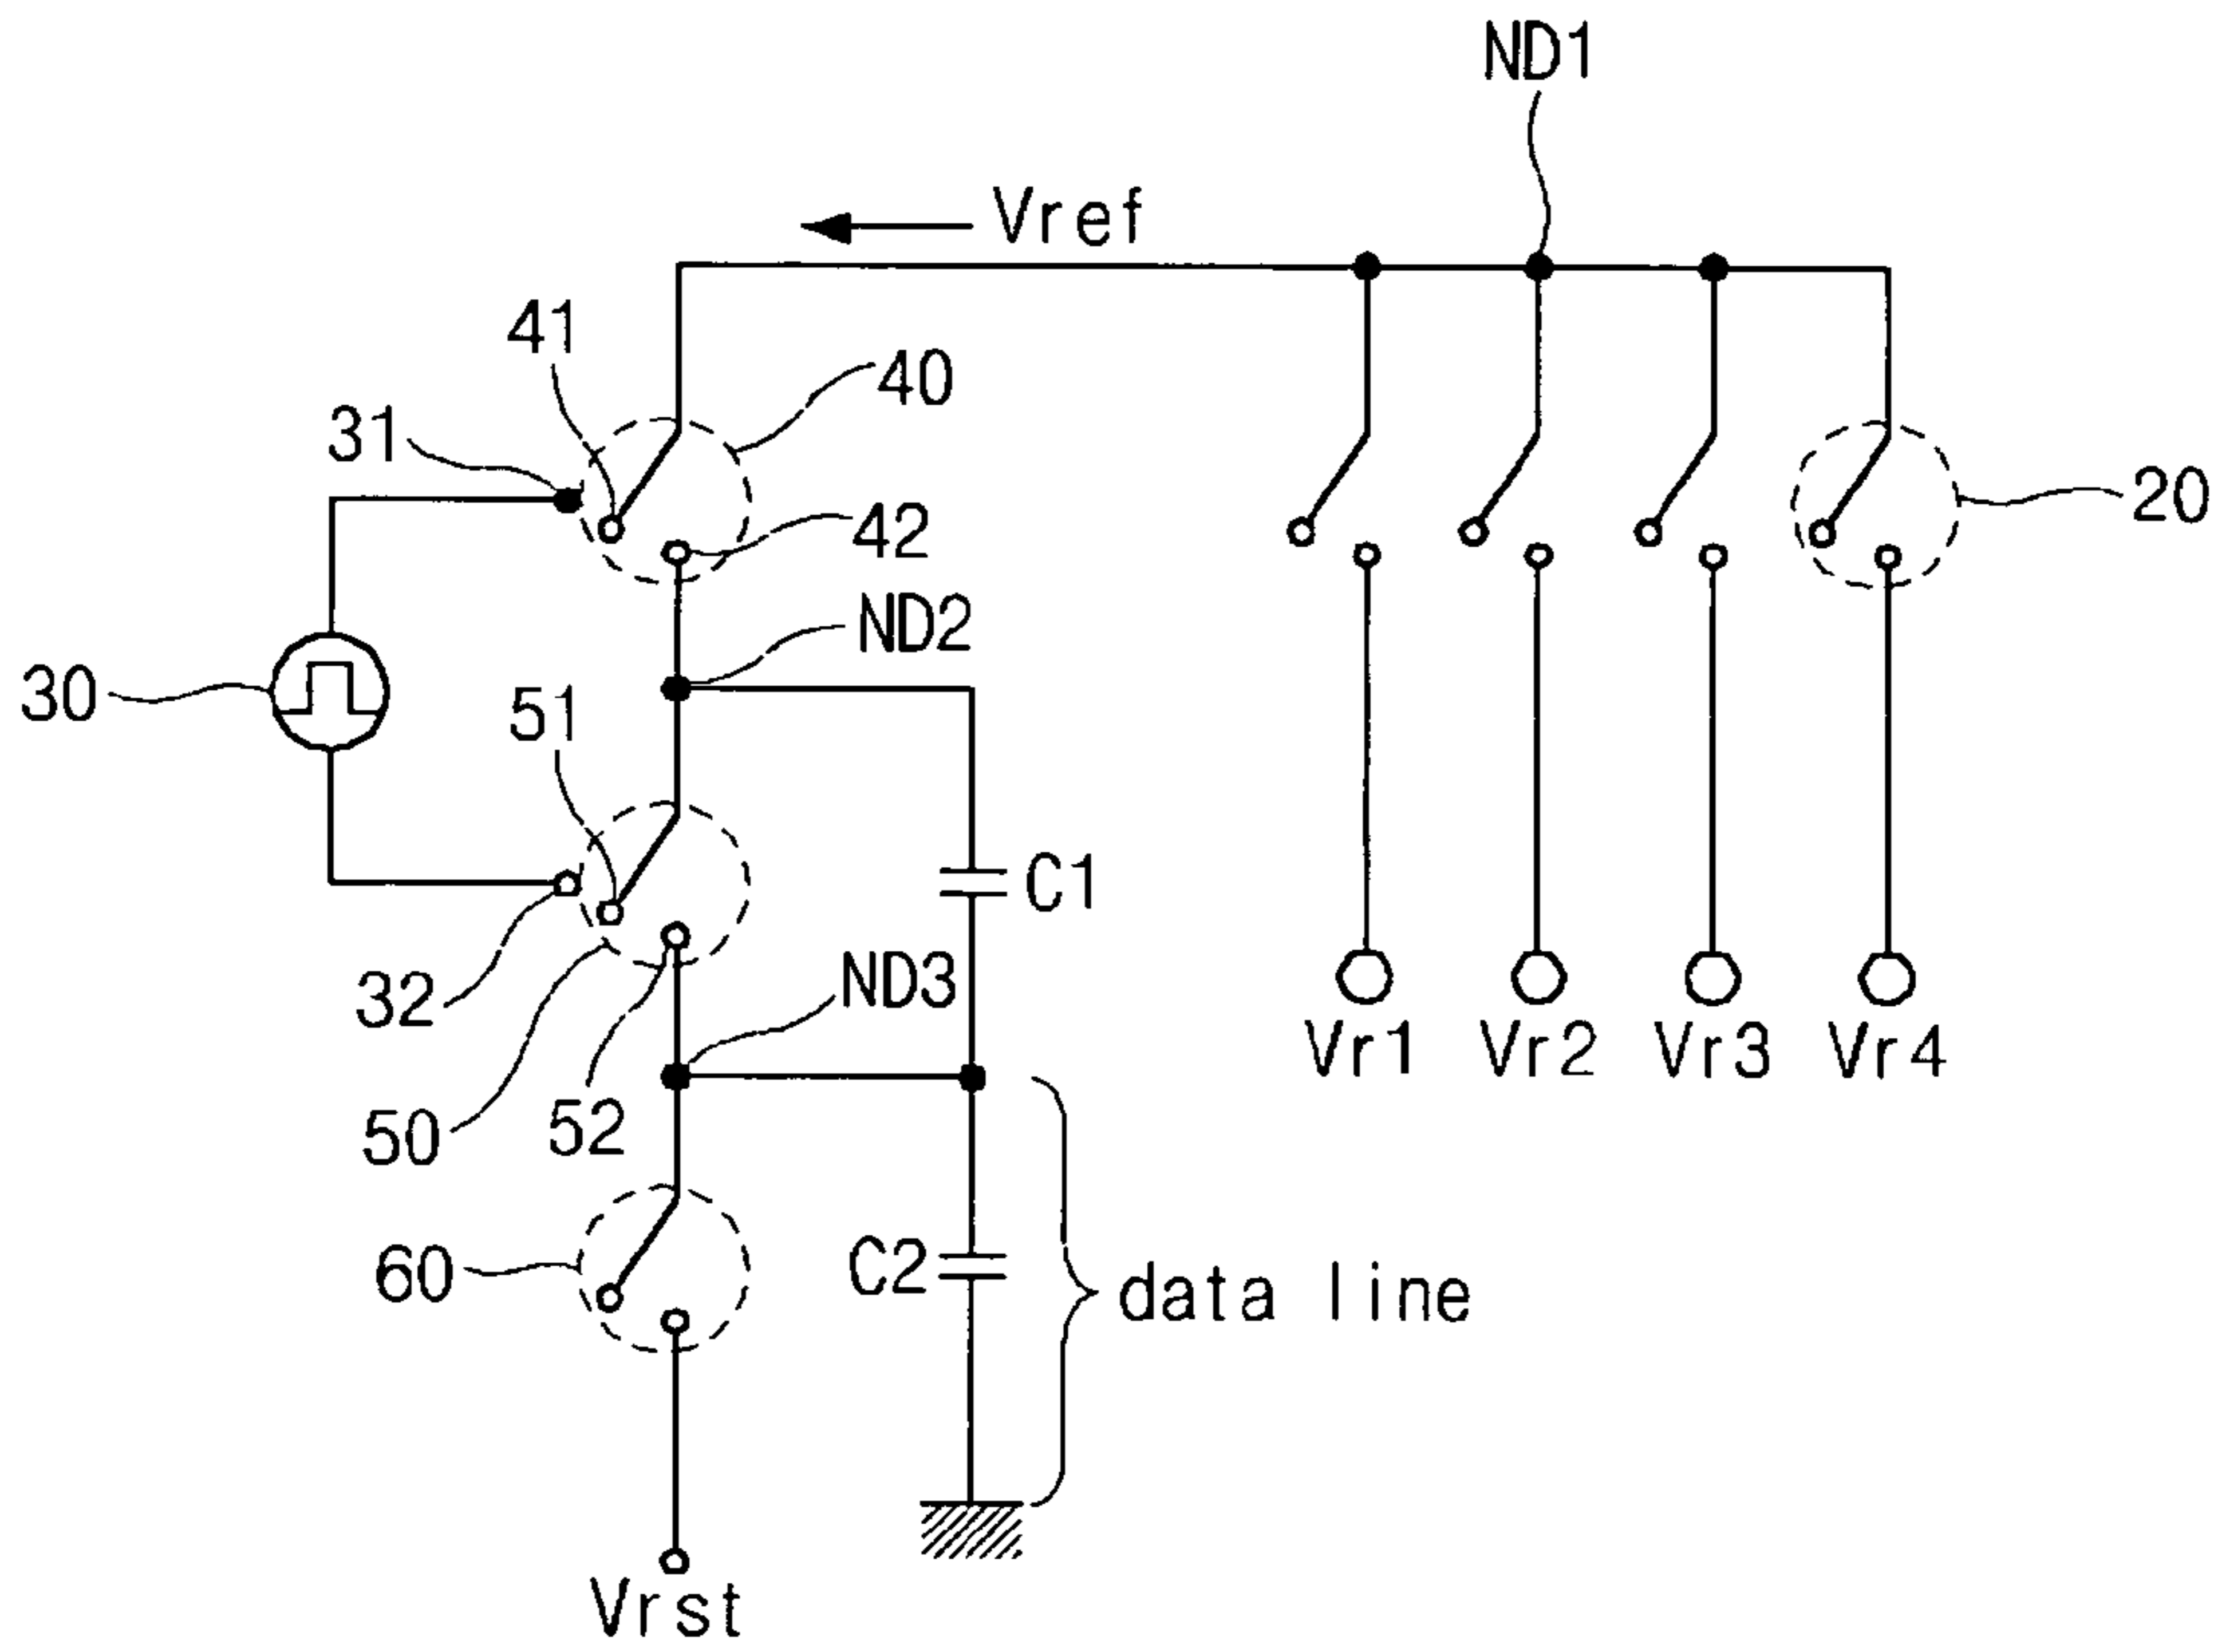 ND1
Vref
41
40
31
42
20
ND2
30
51
C1
ND3
32
Vr1 Vr2 Vr3 Vr4
50
52
60
C2
data line
Vrst